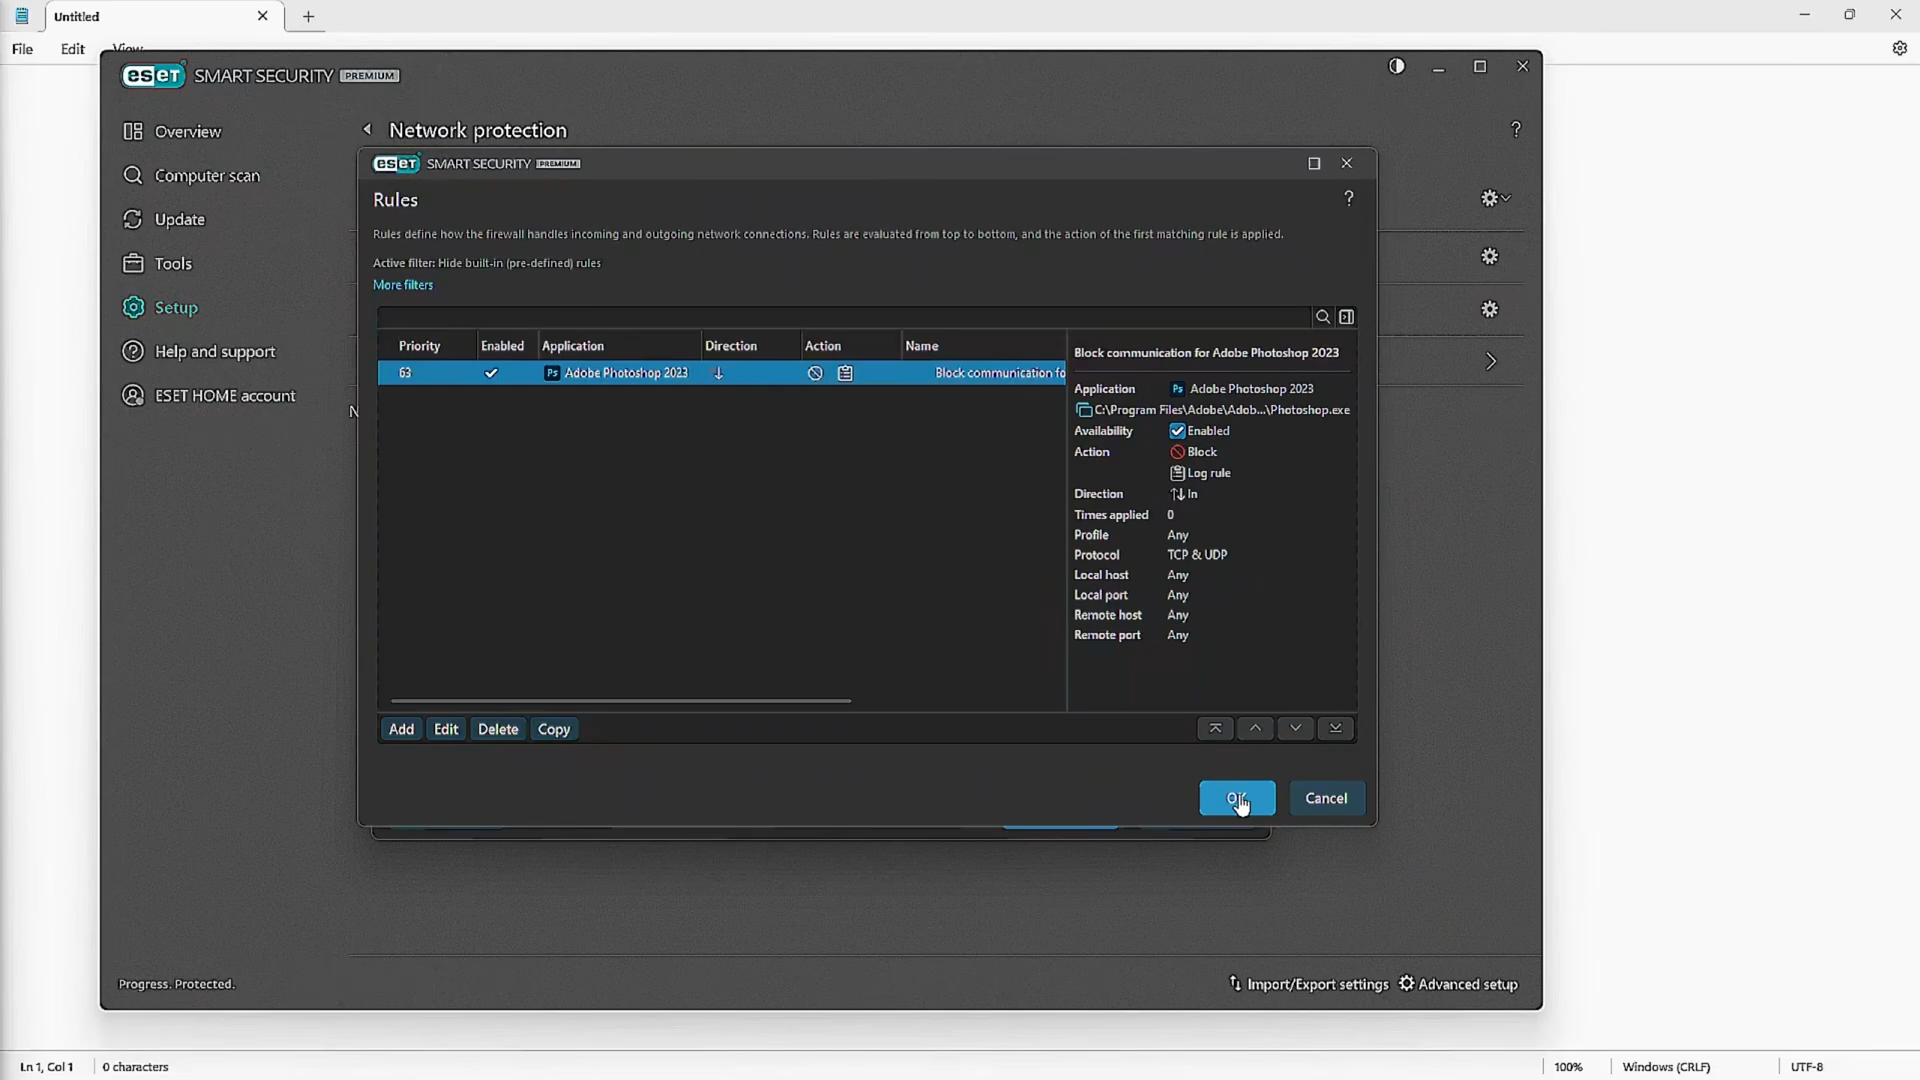 Untitled
File Edit View
eset SMART SECURITY PREMIUM
Overview
Computer scan
Update
Tools
Setup
Help and support
ESET HOME account
Network protection
?
eset SMART SECURITY PREMIUM
Rules
?
Rules define how the firewall handles incoming and outgoing network connections. Rules are evaluated from top to bottom, and the action of the first matching rule is applied.
Active filter: Hide built-in (pre-defined) rules
More filters
Priority Enabled Application Direction Action Name
63 Ps Adobe Photoshop 2023 Block communication fo
Block communication for Adobe Photoshop 2023
Application Ps Adobe Photoshop 2023
C:\Program Files\Adobe\Adob...\Photoshop.exe
Availability Enabled
Action Block
Log rule
Direction In
Times applied 0
Profile Any
Protocol TCP & UDP
Local host Any
Local port Any
Remote host Any
Remote port Any
Add Edit Delete Copy
OK Cancel
N
Progress. Protected.
Import/Export settings Advanced setup
Ln 1, Col 1 0 characters 100% Windows (CRLF) UTF-8